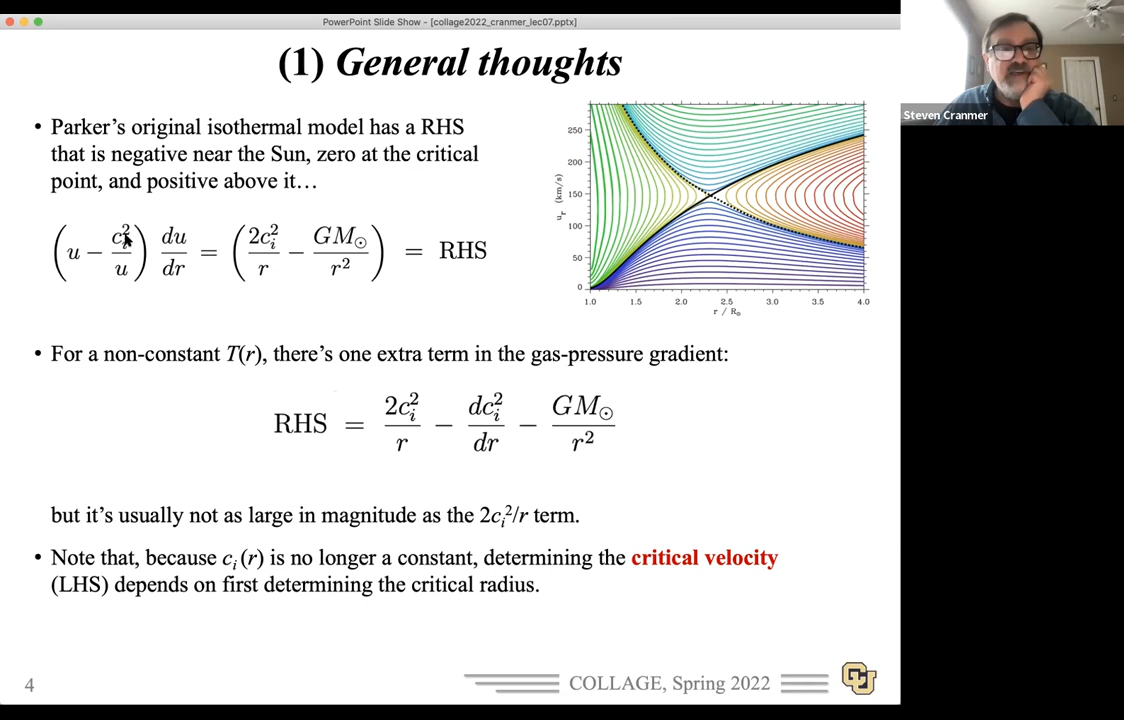 PowerPoint Slide Show - [collage2022_cranmer_lec07.pptx]
(1) General thoughts
• Parker's original isothermal model has a RHS
that is negative near the Sun, zero at the critical
point, and positive above it…
(u − c_i²/u) du/dr = (2c_i²/r − GM☉/r²) = RHS
250
200
150
100
50
0
u_r (km/s)
1.0 1.5 2.0 2.5 3.0 3.5 4.0
r / R☉
• For a non-constant T(r), there's one extra term in the gas-pressure gradient:
RHS = 2c_i²/r − dc_i²/dr − GM☉/r²
but it's usually not as large in magnitude as the 2c_i²/r term.
• Note that, because c_i(r) is no longer a constant, determining the critical velocity
(LHS) depends on first determining the critical radius.
4
COLLAGE, Spring 2022
CU
Steven Cranmer